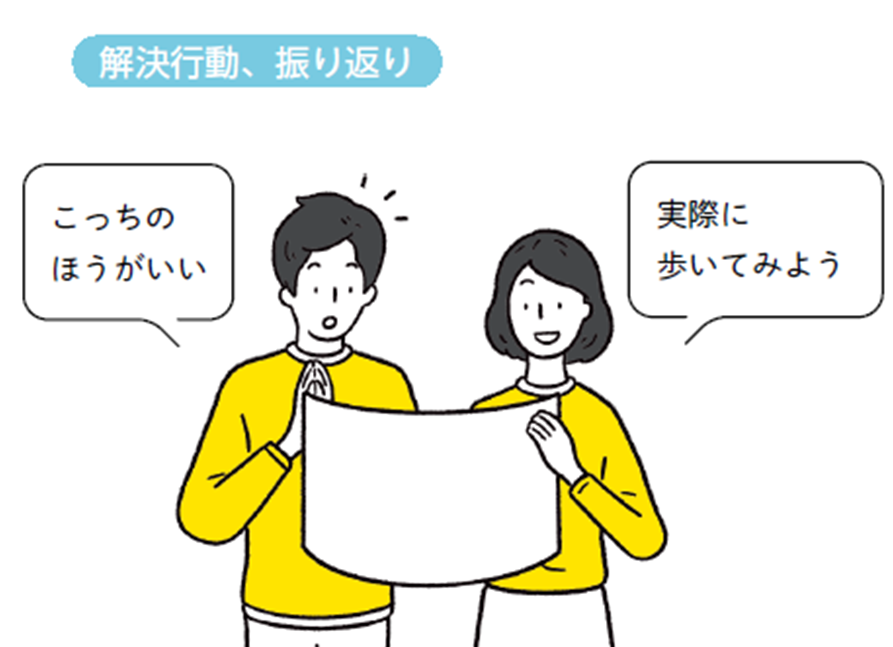 解決行動、振り返り
こっちの
ほうがいい
実際に
歩いてみよう